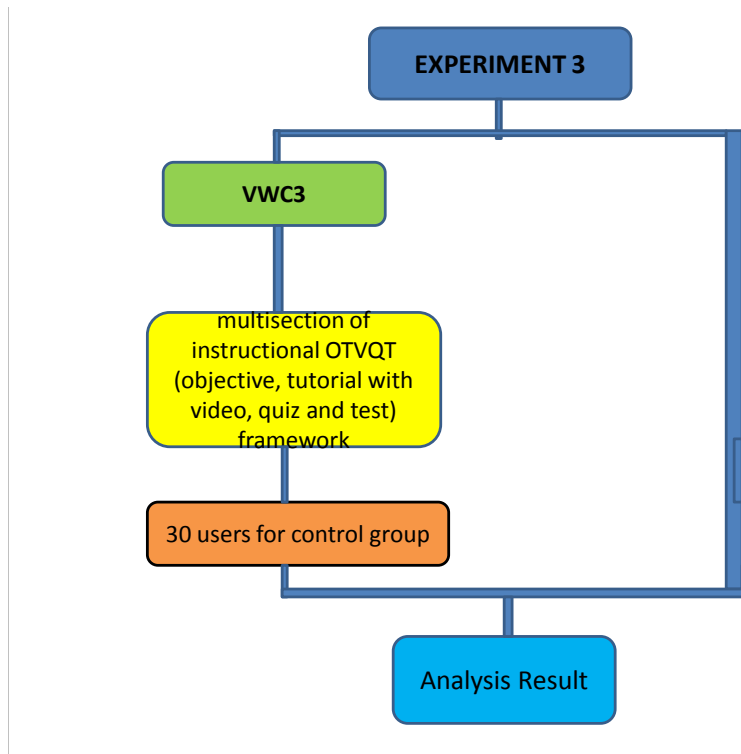 EXPERIMENT 3
VWC3
multisection of
instructional OTVQT
(objective, tutorial with
video, quiz and test)
framework
30 users for control group
Analysis Result